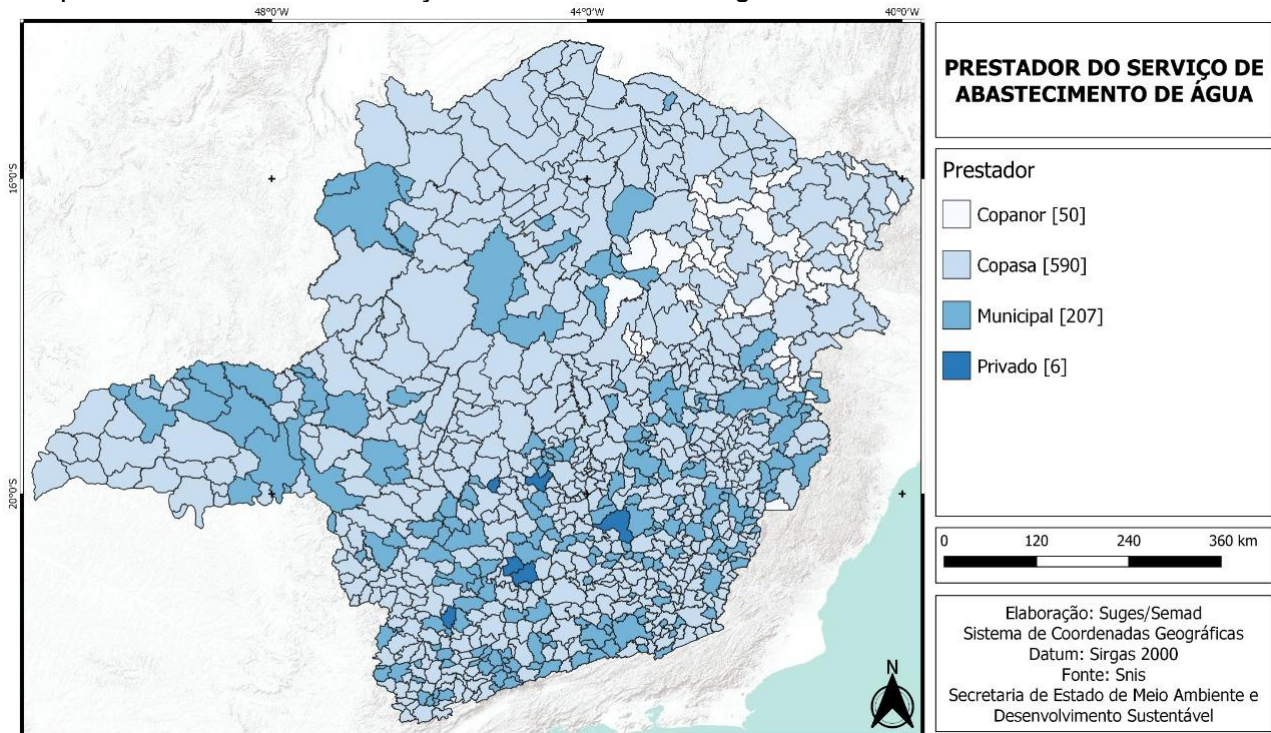 48°0'W
44°0'W
40°0'W
16°0'S
20°0'S
N
PRESTADOR DO SERVIÇO DE
ABASTECIMENTO DE ÁGUA
Prestador
Copanor [50]
Copasa [590]
Municipal [207]
Privado [6]
0 120 240 360 km
Elaboração: Suges/Semad
Sistema de Coordenadas Geográficas
Datum: Sirgas 2000
Fonte: Snis
Secretaria de Estado de Meio Ambiente e
Desenvolvimento Sustentável